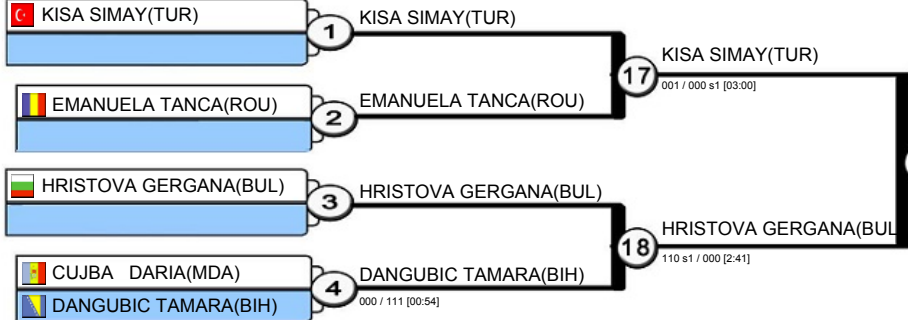 KISA SIMAY(TUR)
1
KISA SIMAY(TUR)
17
KISA SIMAY(TUR)
001 / 000 s1 [03:00]
EMANUELA TANCA(ROU)
2
EMANUELA TANCA(ROU)
HRISTOVA GERGANA(BUL)
3
HRISTOVA GERGANA(BUL)
18
HRISTOVA GERGANA(BUL
110 s1 / 000 [2:41]
CUJBA DARIA(MDA)
DANGUBIC TAMARA(BIH)
4
DANGUBIC TAMARA(BIH)
000 / 111 [00:54]